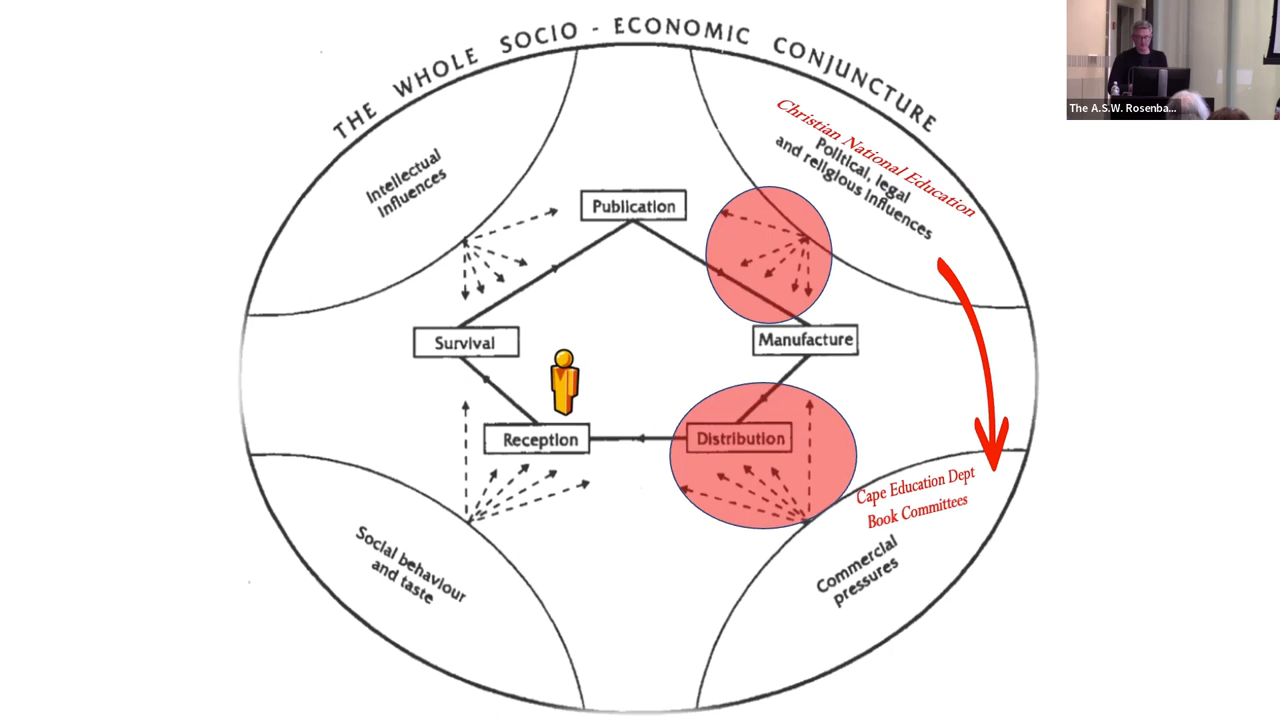 THE WHOLE SOCIO - ECONOMIC CONJUNCTURE
Intellectual
influences
Christian National Education
Political, legal
and religious influences
Publication
Survival
Manufacture
Reception
Distribution
Social behaviour
and taste
Cape Education Dept
Book Committees
Commercial
pressures
The A.S.W. Rosenba...